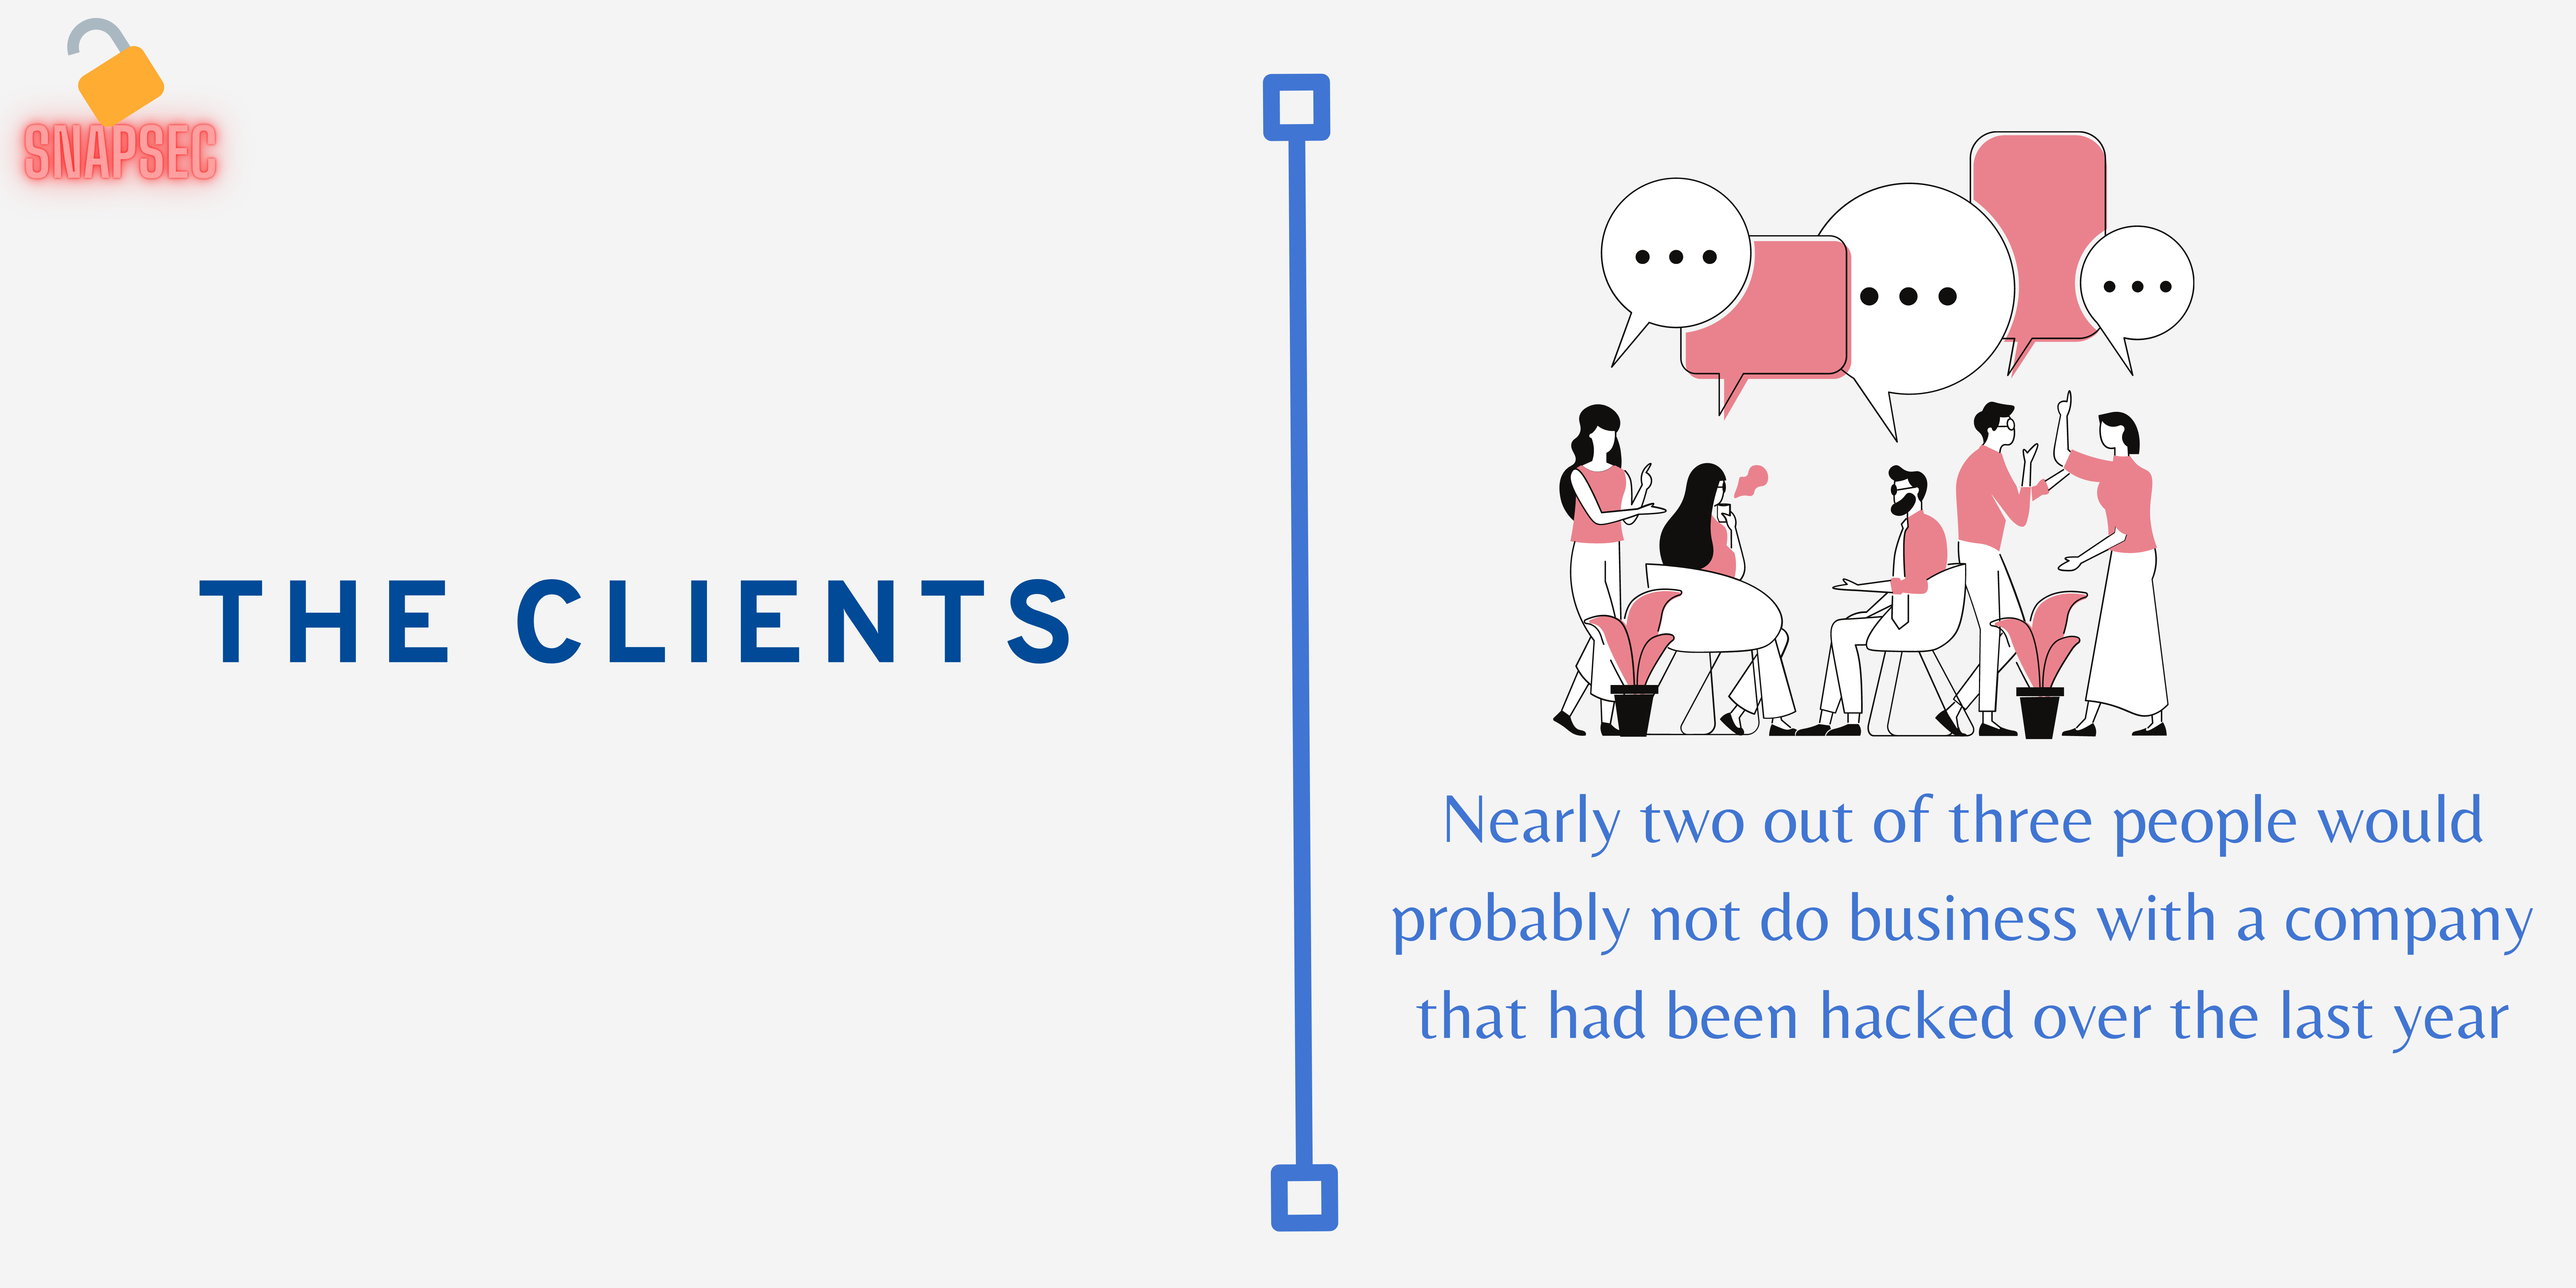 SNAPSEC
THE CLIENTS
Nearly two out of three people would
probably not do business with a company
that had been hacked over the last year